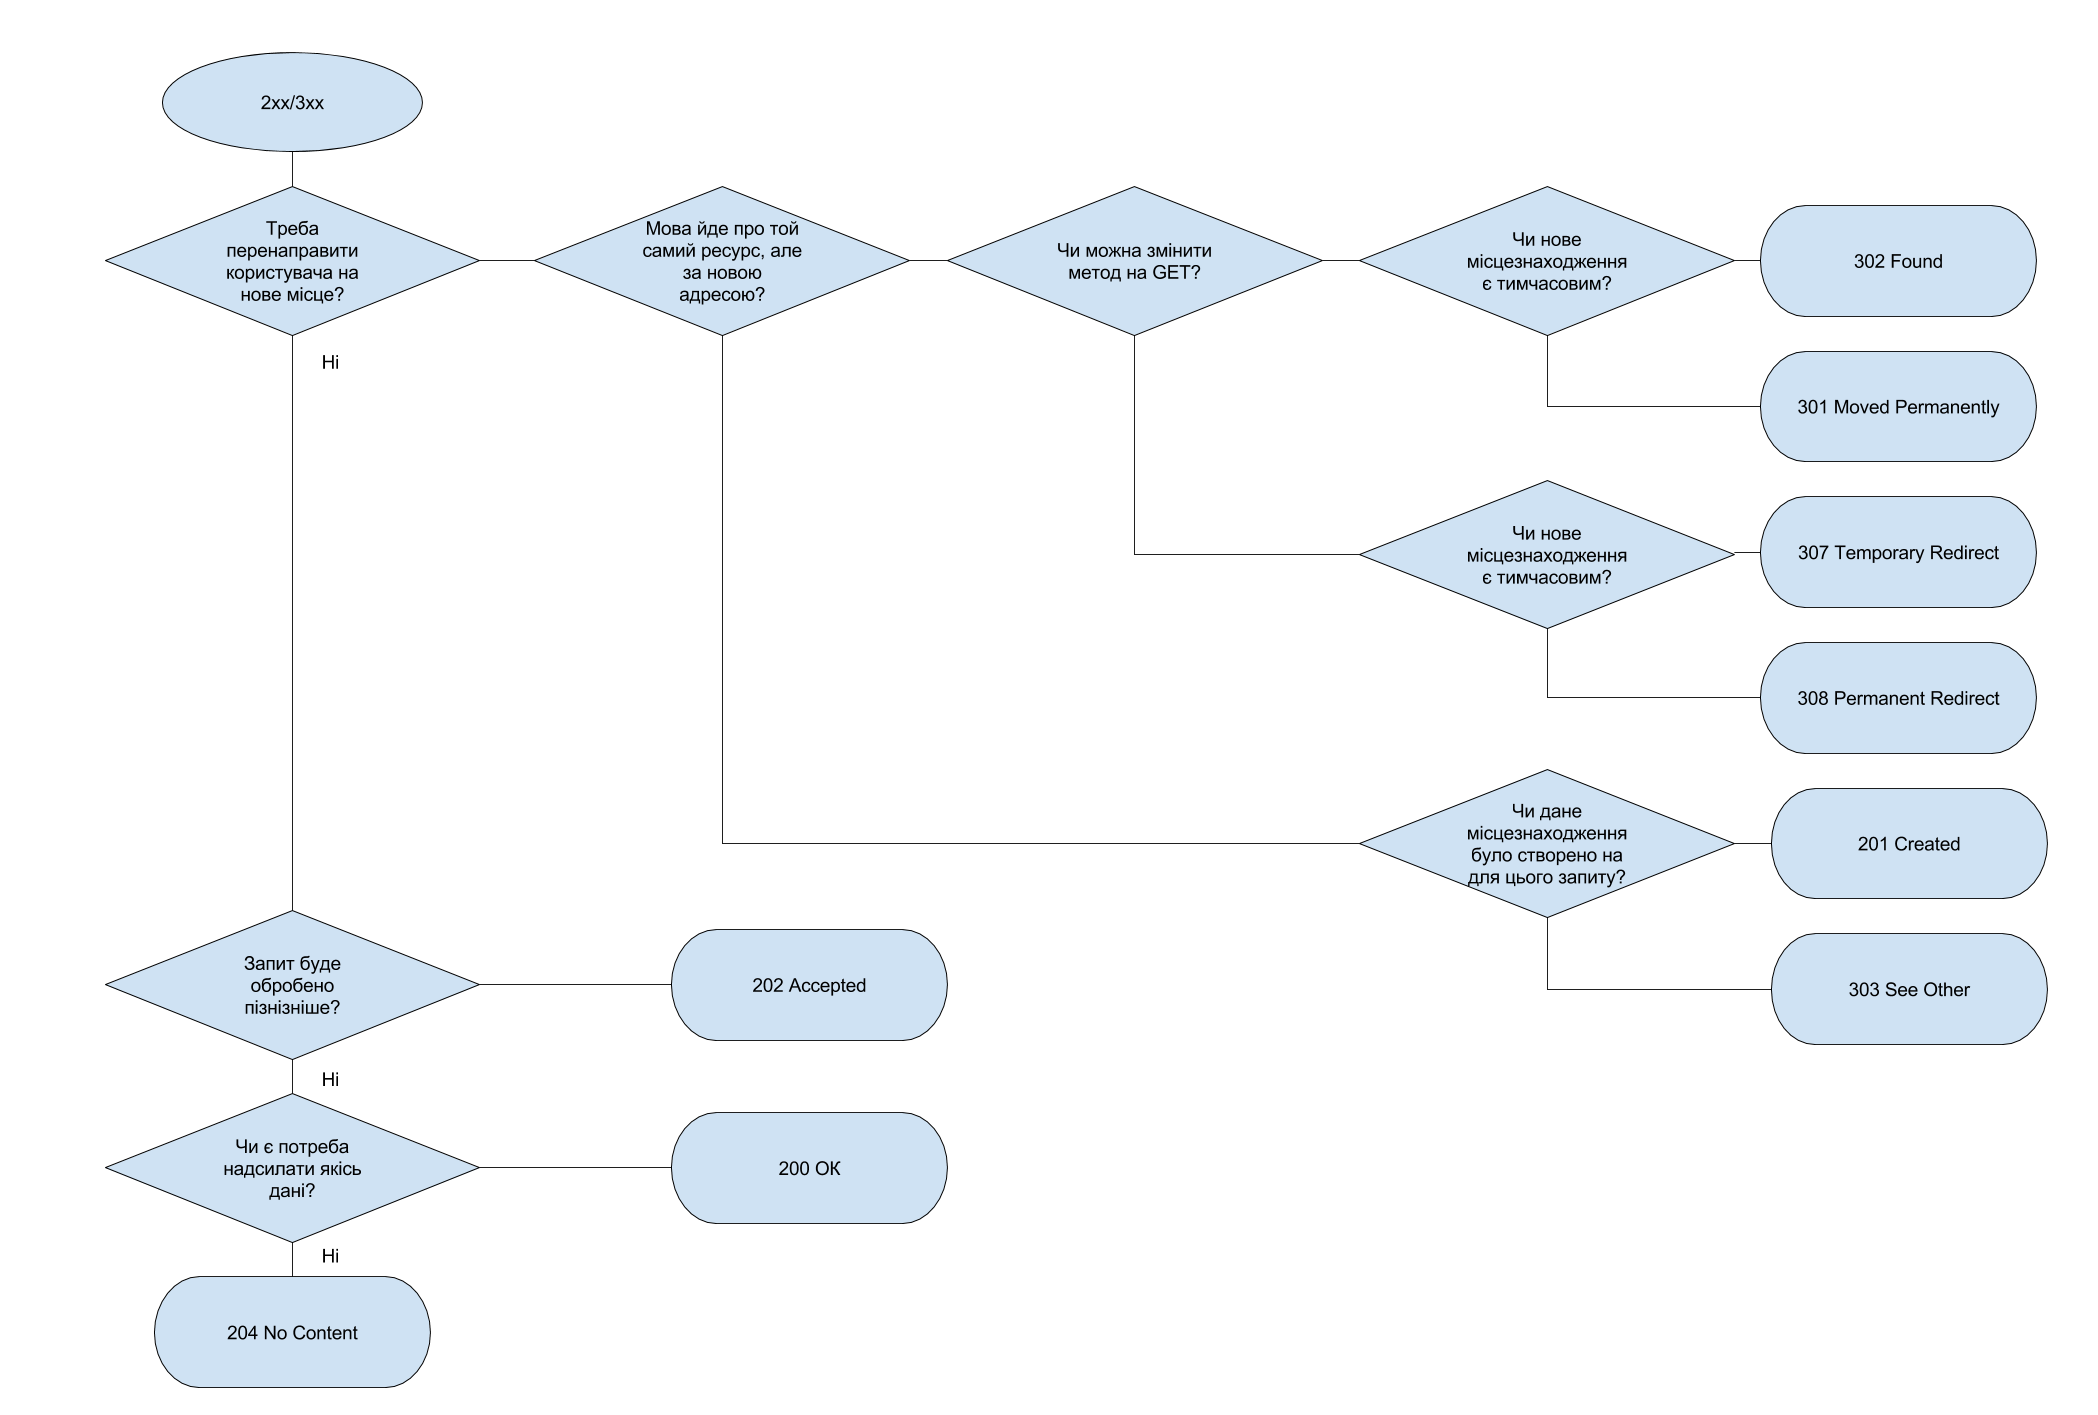 2xx/3xx
Треба
перенаправити
користувача на
нове місце?
Мова йде про той
самий ресурс, але
за новою
адресою?
Чи можна змінити
метод на GET?
Чи нове
місцезнаходження
є тимчасовим?
302 Found
Ні
301 Moved Permanently
Чи нове
місцезнаходження
є тимчасовим?
307 Temporary Redirect
308 Permanent Redirect
Чи дане
місцезнаходження
було створено на
для цього запиту?
201 Created
303 See Other
Запит буде
обробено
пізнізніше?
202 Accepted
Ні
Чи є потреба
надсилати якісь
дані?
200 ОК
Ні
204 No Content